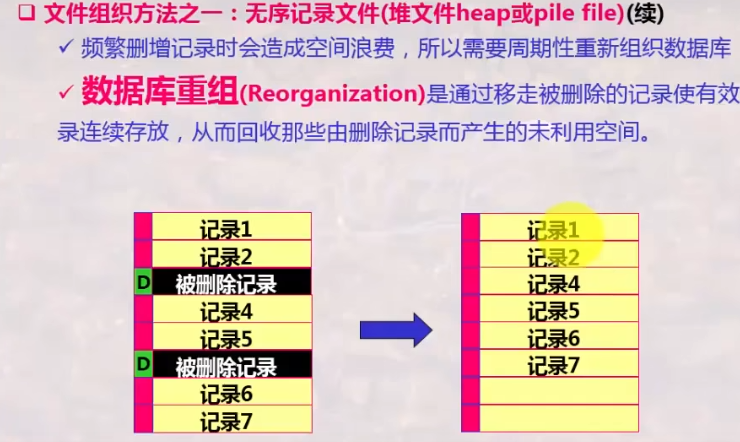 文件组织方法之一：无序记录文件(堆文件heap或pile file)(续)
✓ 频繁删增记录时会造成空间浪费，所以需要周期性重新组织数据库
✓ 数据库重组(Reorganization)是通过移走被删除的记录使有效
录连续存放，从而回收那些由删除记录而产生的未利用空间。
记录1
记录2
D 被删除记录
记录4
记录5
D 被删除记录
记录6
记录7
记录1
记录2
记录4
记录5
记录6
记录7